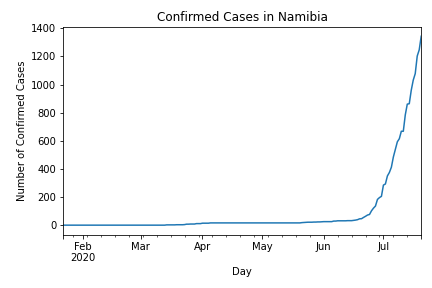 Confirmed Cases in Namibia
Number of Confirmed Cases
1400
1200
1000
800
600
400
200
0
Feb Mar Apr May Jun Jul
2020
Day